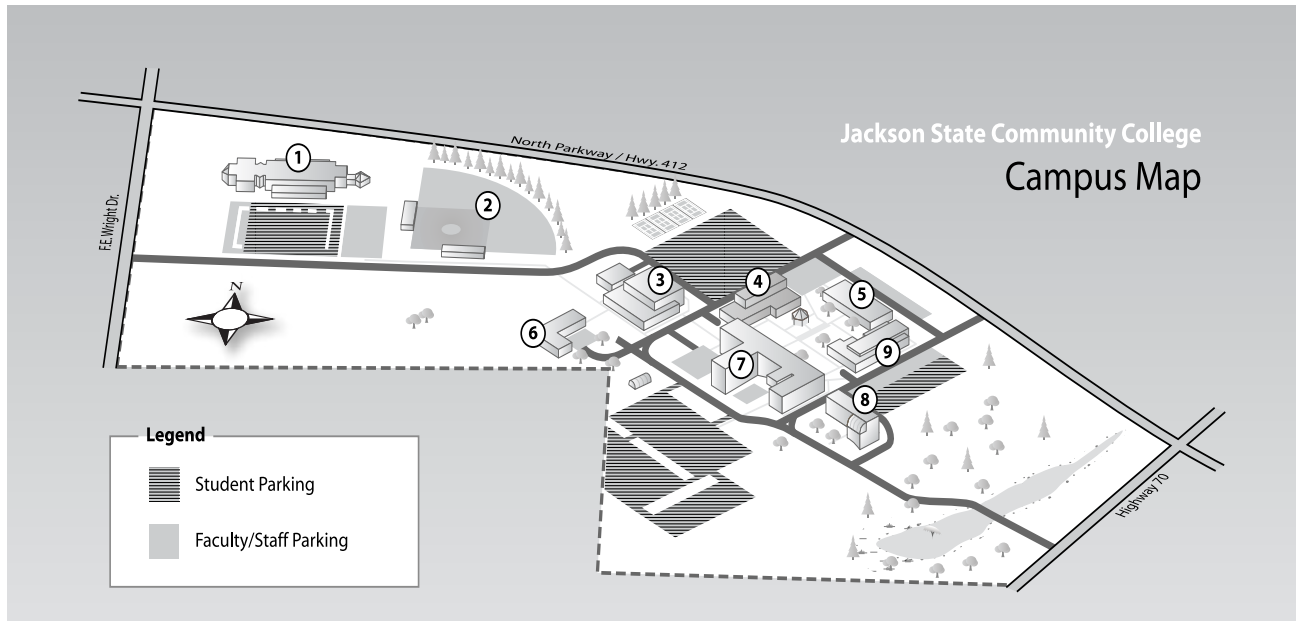 Jackson State Community College
Campus Map
North Parkway / Hwy. 412
F.E. Wright Dr.
Highway 70
N
1
2
3
4
5
6
7
8
9
Legend
Student Parking
Faculty/Staff Parking